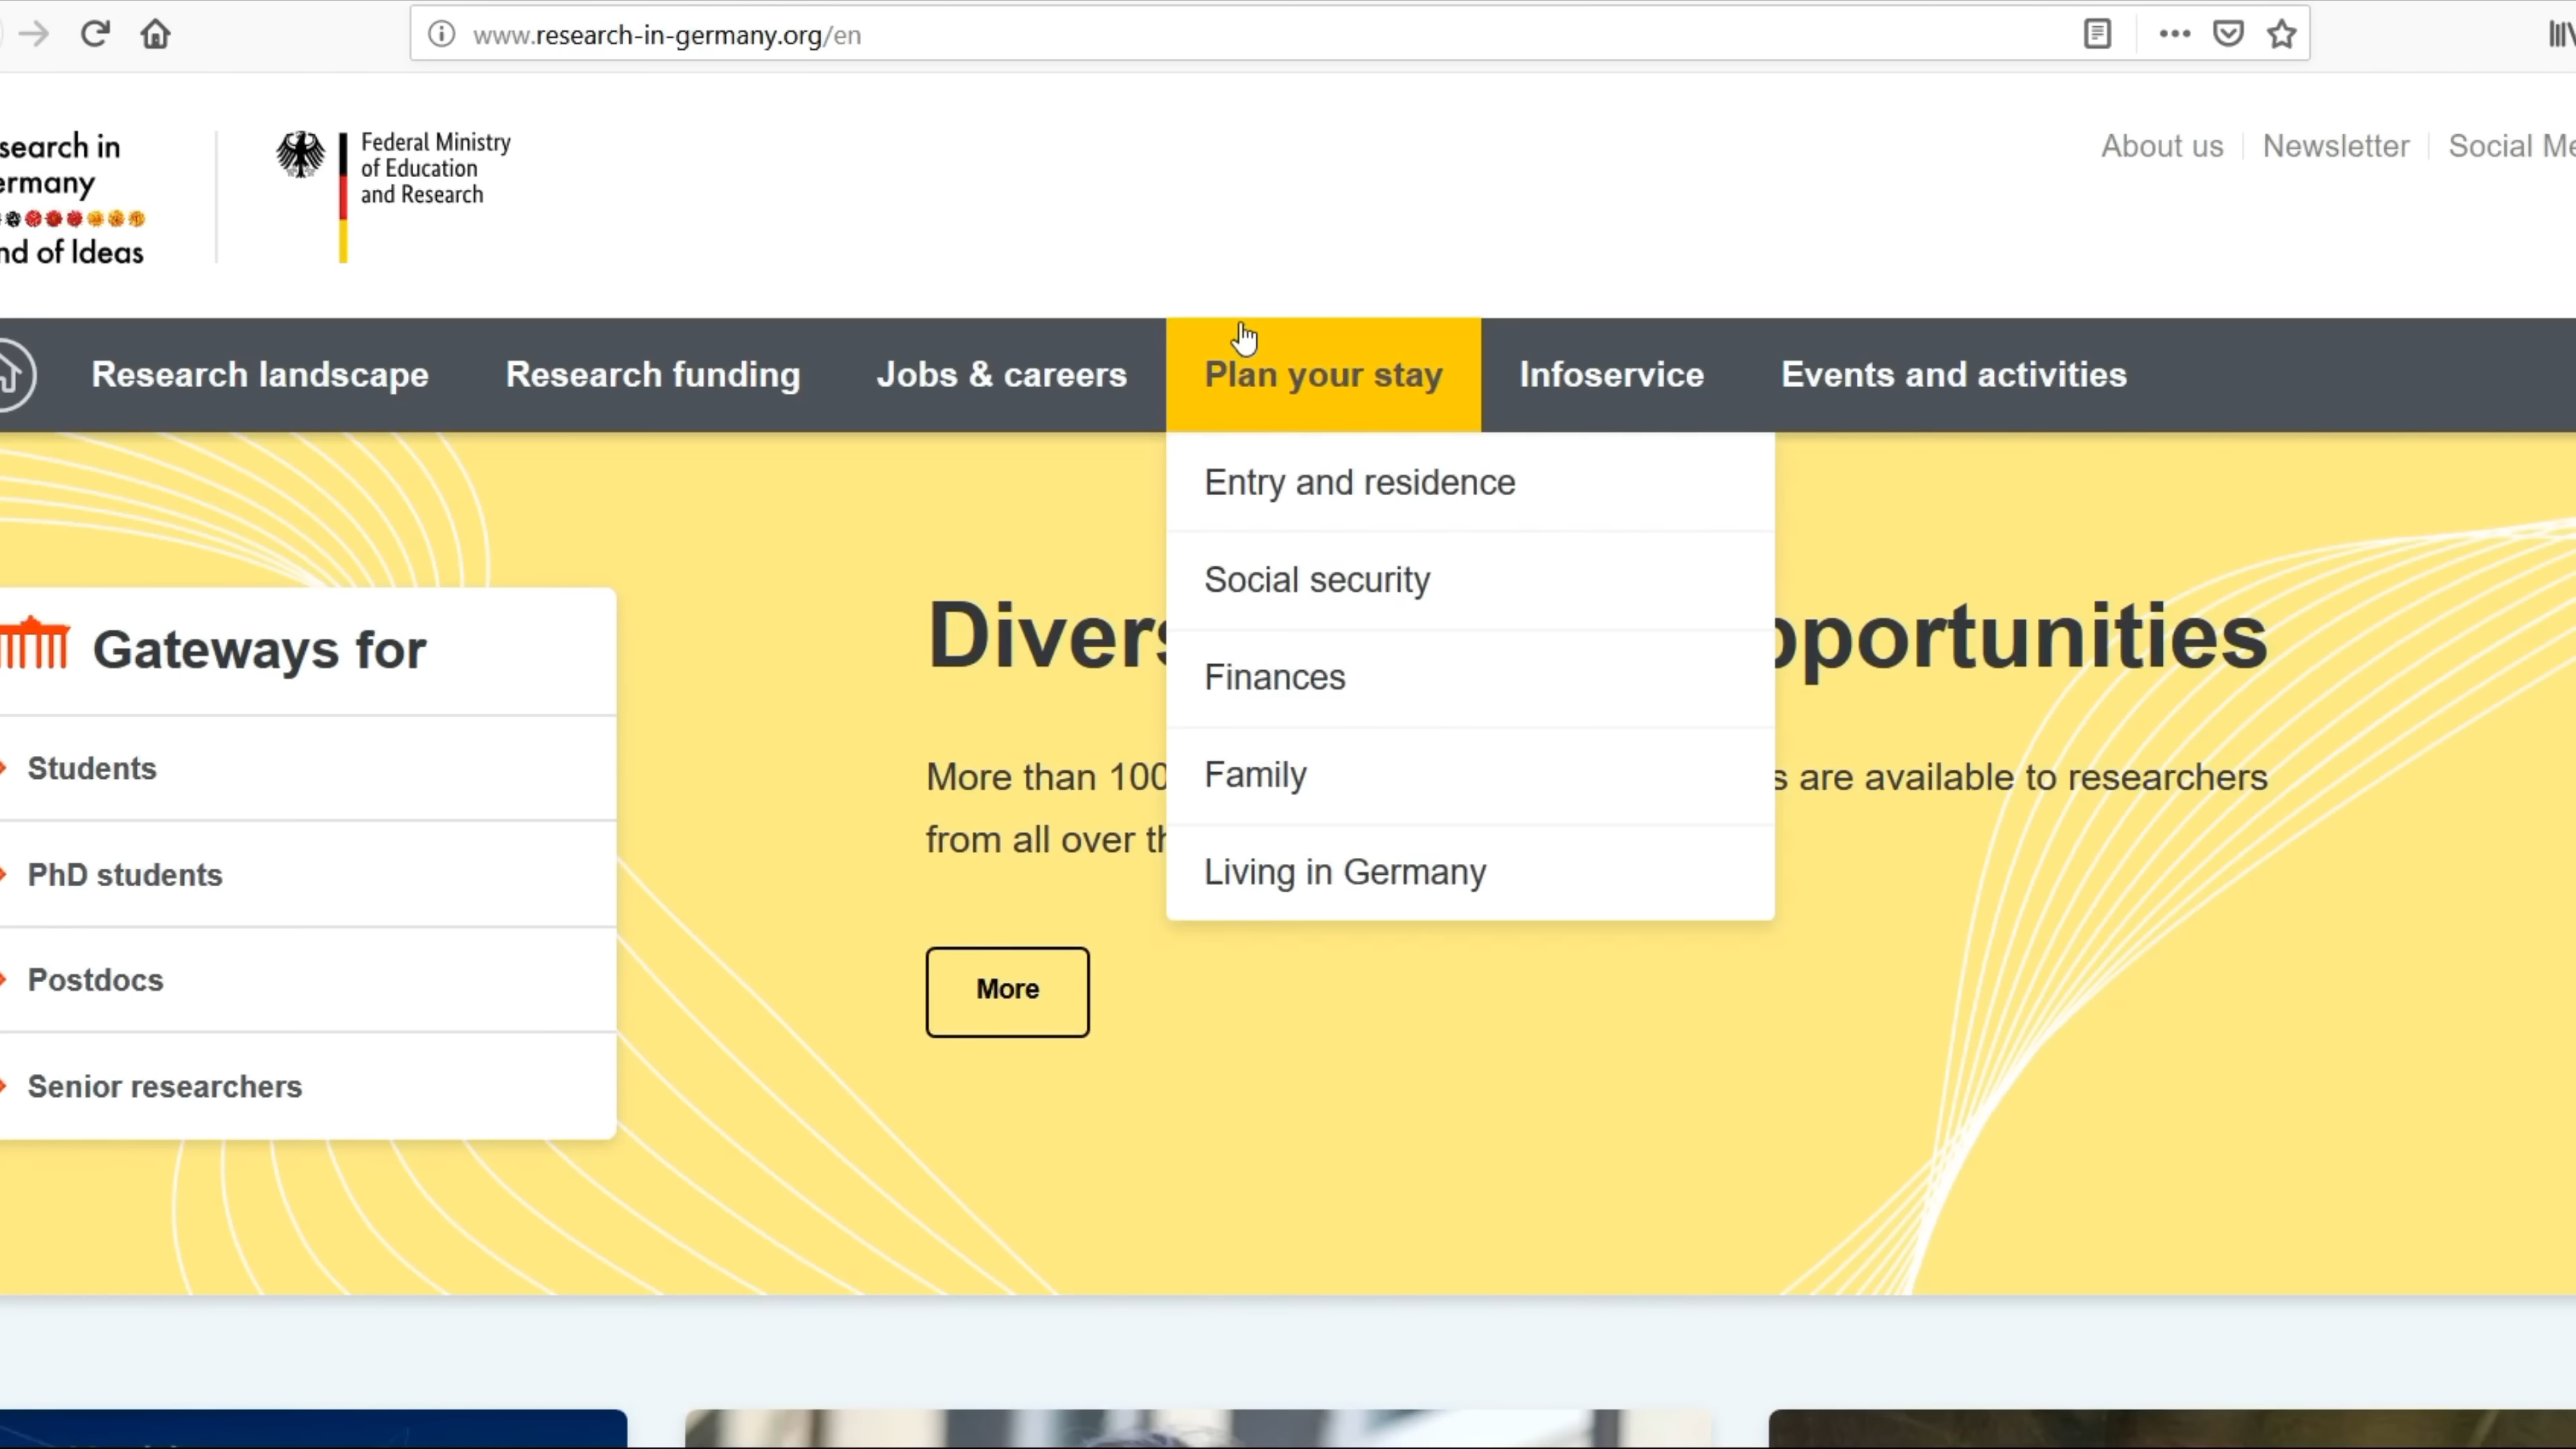 www.research-in-germany.org/en
search in
ermany
nd of Ideas
Federal Ministry
of Education
and Research
About us
Newsletter
Social Me
Research landscape
Research funding
Jobs & careers
Plan your stay
Infoservice
Events and activities
Entry and residence
Social security
Finances
Family
Living in Germany
Gateways for
Students
PhD students
Postdocs
Senior researchers
Divers
pportunities
More than 100
s are available to researchers
from all over th
More